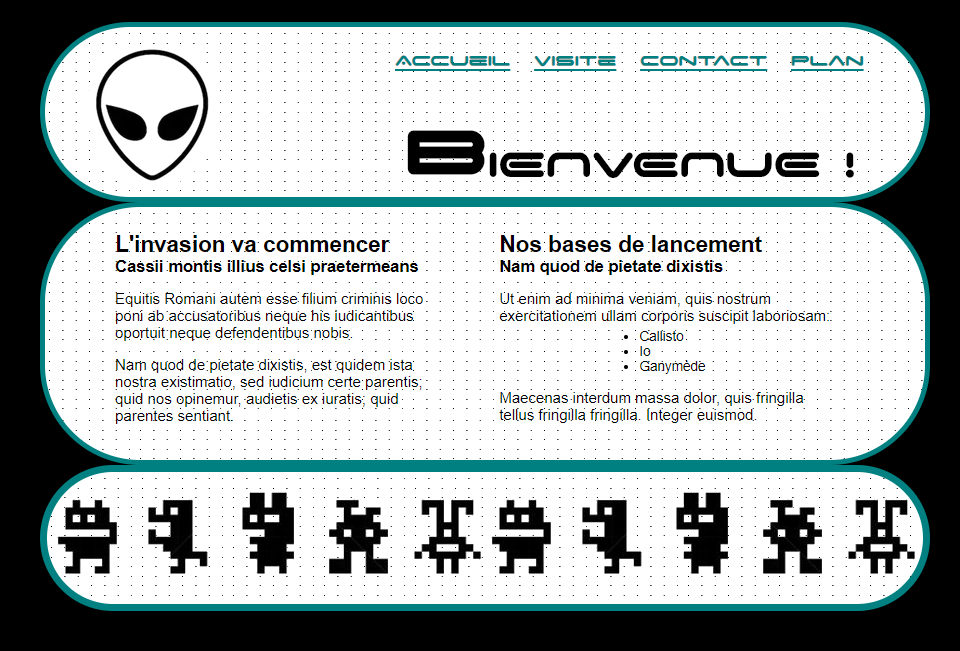 ACCUEIL VISITE CONTACT PLAN
Bienvenue !
L'invasion va commencer
Cassii montis illius celsi praetermeans
Equitis Romani autem esse filium criminis loco
poni ab accusatoribus neque his iudicantibus
oportuit neque defendentibus nobis.
Nam quod de pietate dixistis, est quidem ista
nostra existimatio, sed iudicium certe parentis;
quid nos opinemur, audietis ex iuratis; quid
parentes sentiant.
Nos bases de lancement
Nam quod de pietate dixistis
Ut enim ad minima veniam, quis nostrum
exercitationem ullam corporis suscipit laboriosam:
• Callisto
• Io
• Ganymède
Maecenas interdum massa dolor, quis fringilla
tellus fringilla fringilla. Integer euismod.